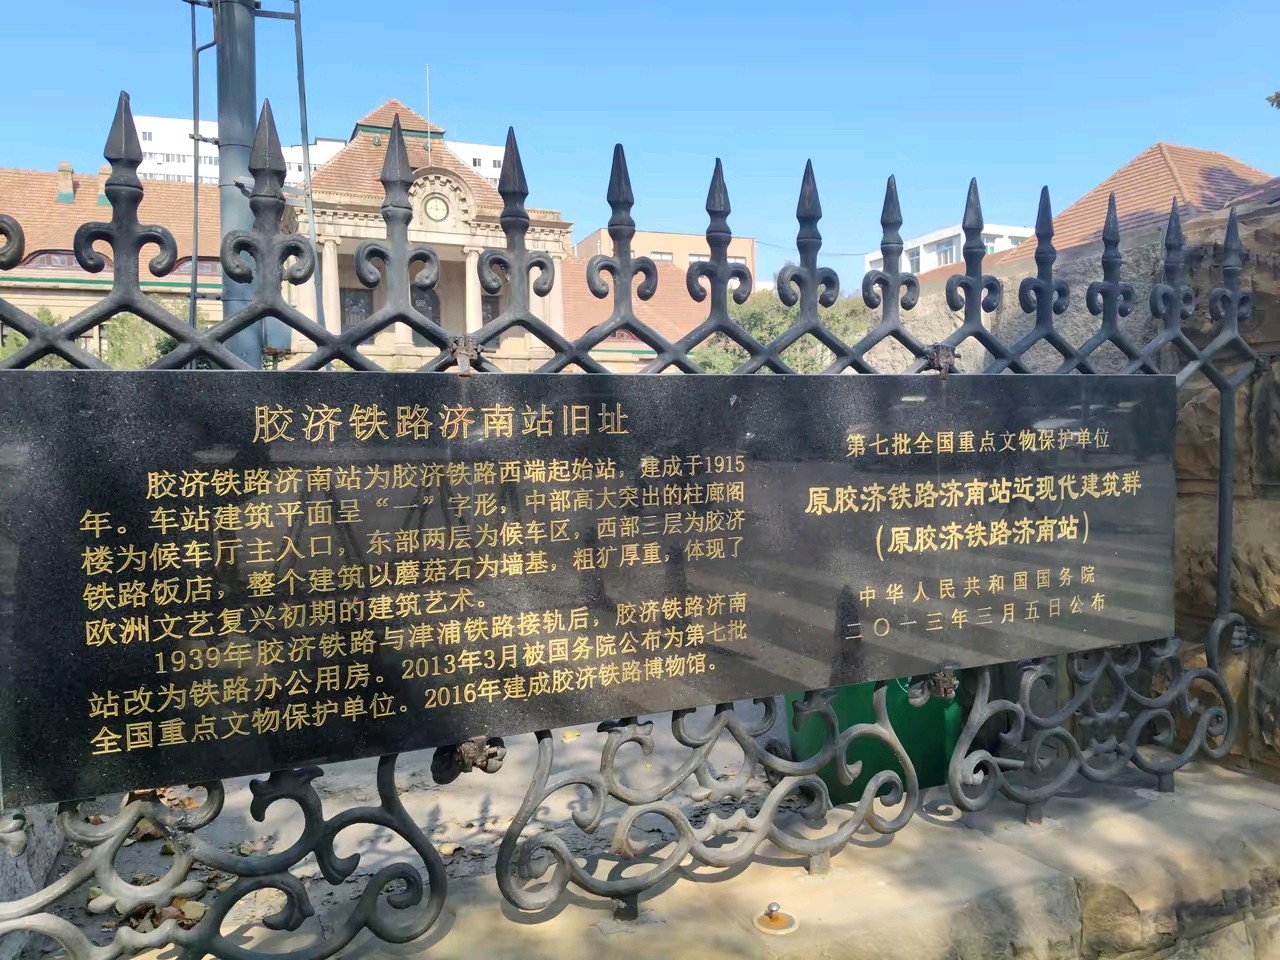 胶济铁路济南站旧址
胶济铁路济南站为胶济铁路西端起始站，建成于1915
年。车站建筑平面呈“一”字形，中部高大突出的柱廊阁
楼为候车厅主入口，东部两层为候车区，西部三层为胶济
铁路饭店，整个建筑以蘑菇石为墙基，粗犷厚重，体现了
欧洲文艺复兴初期的建筑艺术。
1939年胶济铁路与津浦铁路接轨后，胶济铁路济南
站改为铁路办公用房。2013年3月被国务院公布为第七批
全国重点文物保护单位。2016年建成胶济铁路博物馆。
第七批全国重点文物保护单位
原胶济铁路济南站近现代建筑群
(原胶济铁路济南站)
中华人民共和国国务院
二〇一三年三月五日公布